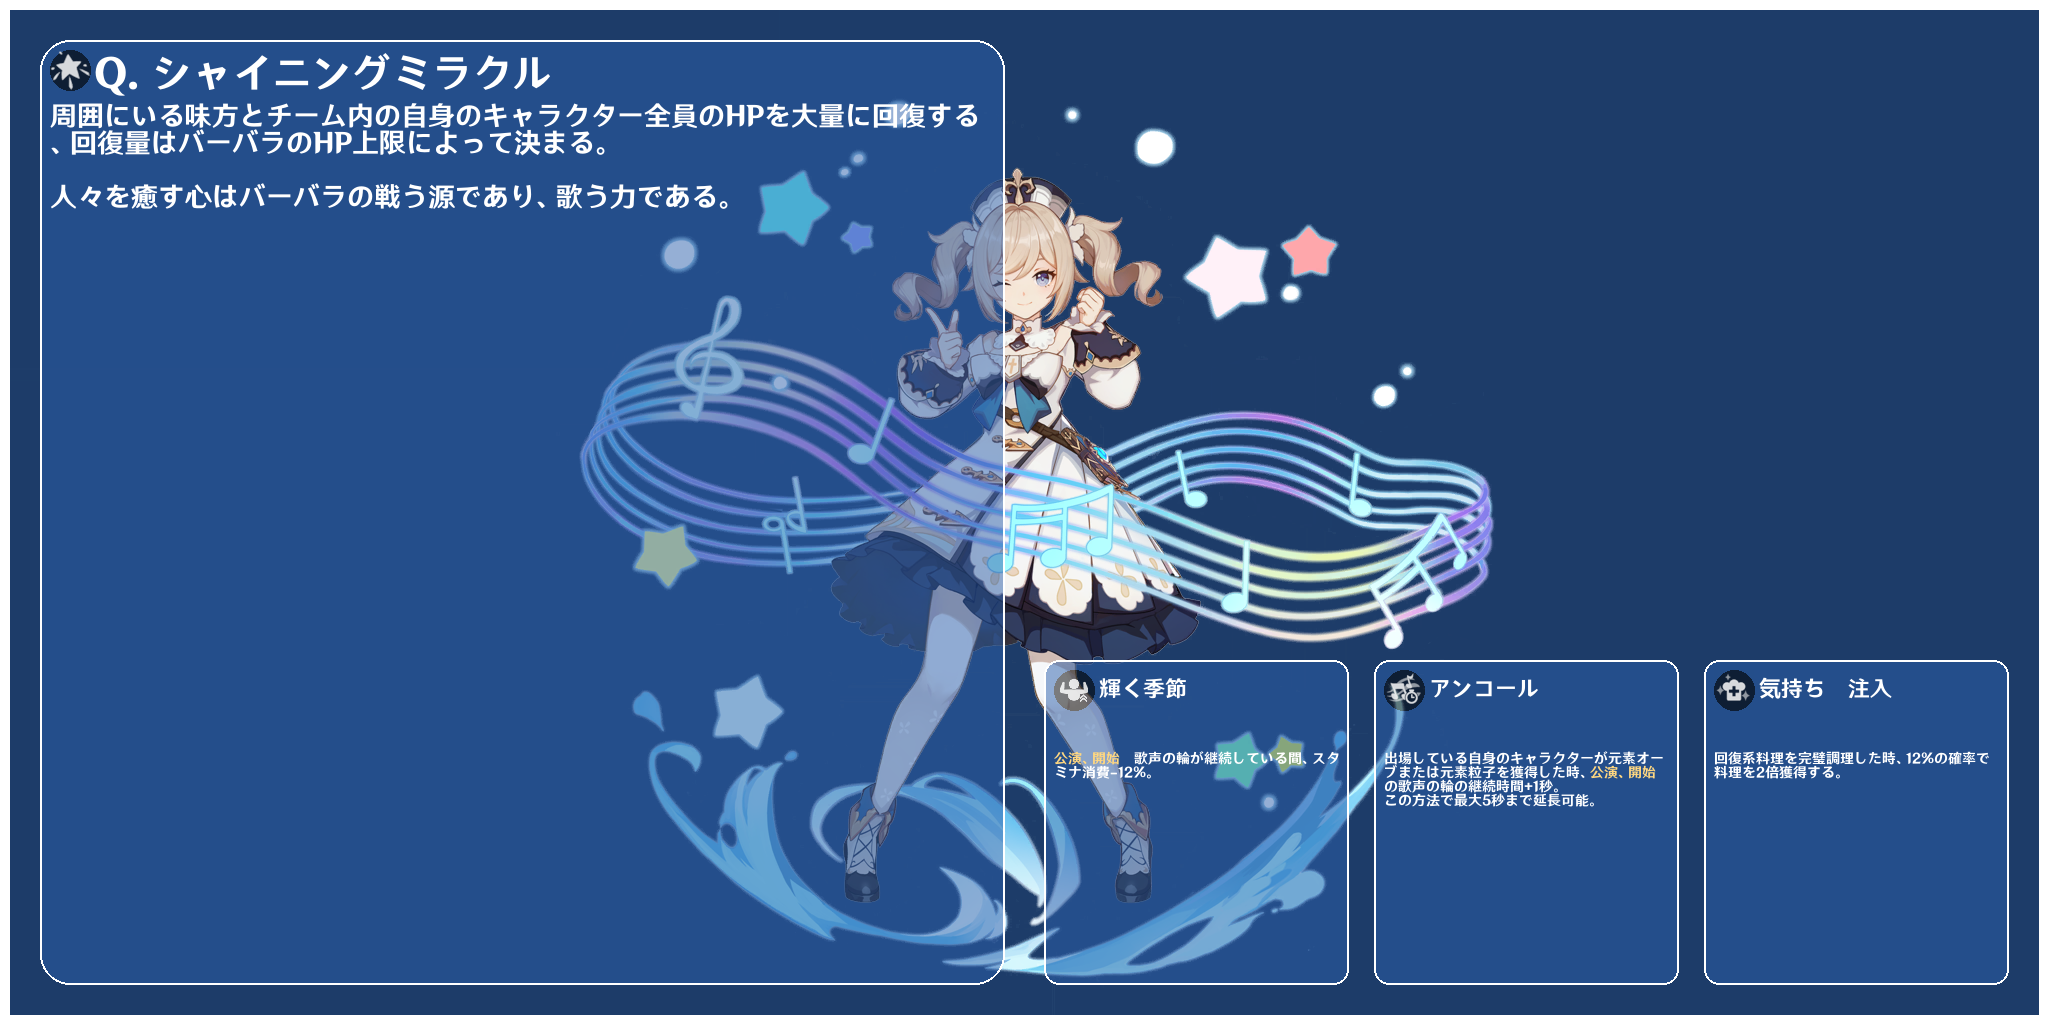 Q. シャイニングミラクル
周囲にいる味方とチーム内の自身のキャラクター全員のHPを大量に回復する
、回復量はバーバラのHP上限によって決まる。
人々を癒す心はバーバラの戦う源であり、歌う力である。
輝く季節
公演、開始　歌声の輪が継続している間、スタ
ミナ消費-12%。
アンコール
出場している自身のキャラクターが元素オー
ブまたは元素粒子を獲得した時、公演、開始
の歌声の輪の継続時間+1秒。
この方法で最大5秒まで延長可能。
気持ち　注入
回復系料理を完璧調理した時、12%の確率で
料理を2倍獲得する。